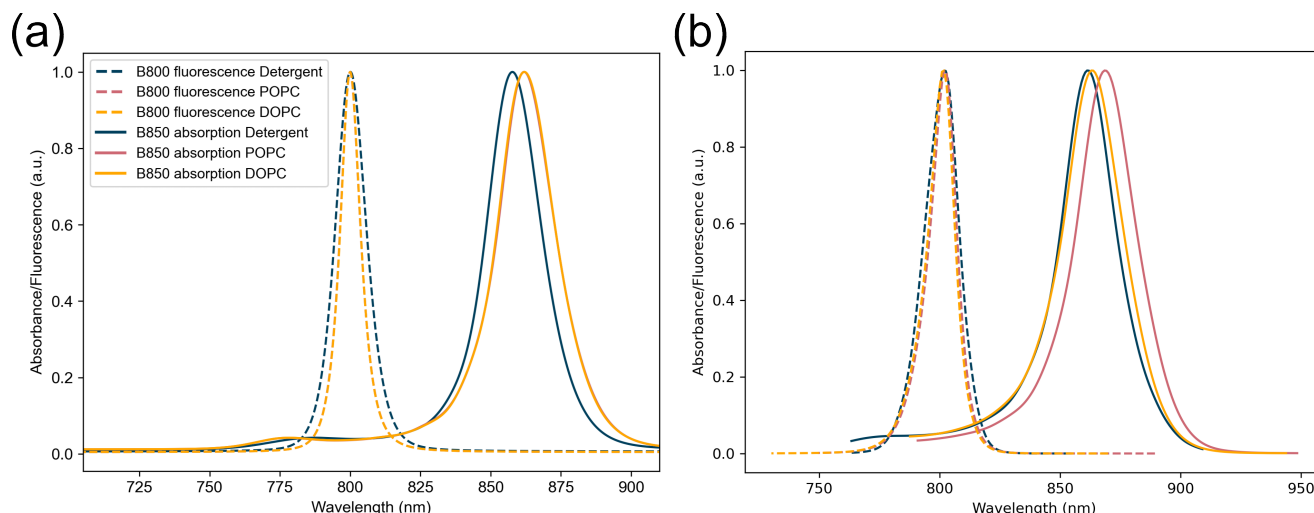 (a)
1.0
0.8
0.6
0.4
0.2
0.0
Absorbance/Fluorescence (a.u.)
B800 fluorescence Detergent
B800 fluorescence POPC
B800 fluorescence DOPC
B850 absorption Detergent
B850 absorption POPC
B850 absorption DOPC
725 750 775 800 825 850 875 900
Wavelength (nm)
(b)
1.0
0.8
0.6
0.4
0.2
0.0
Absorbance/Fluorescence (a.u.)
750 800 850 900 950
Wavelength (nm)